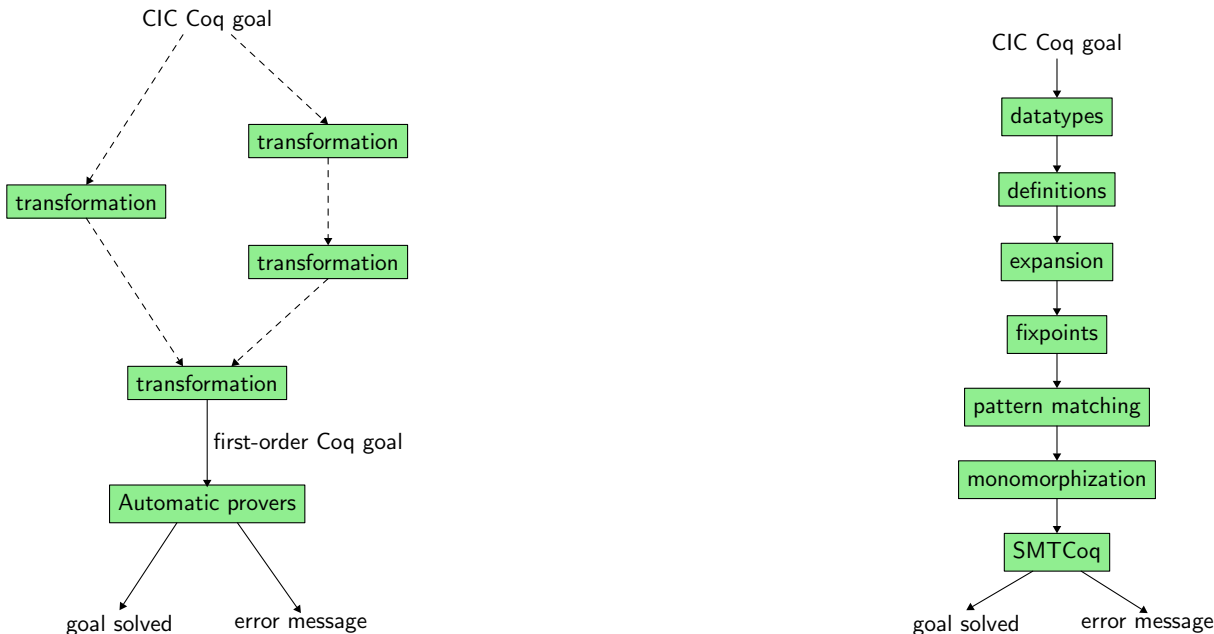 CIC Coq goal
transformation
transformation
transformation
transformation
first-order Coq goal
Automatic provers
goal solved
error message
CIC Coq goal
datatypes
definitions
expansion
fixpoints
pattern matching
monomorphization
SMTCoq
goal solved
error message